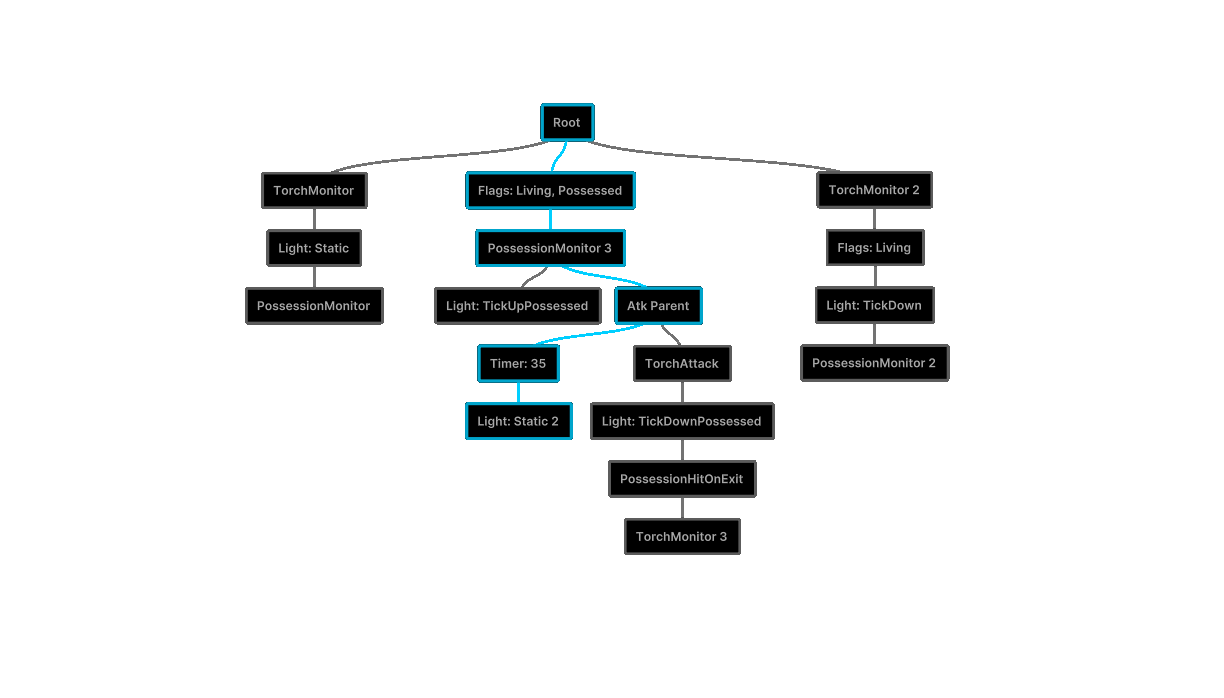 Root
TorchMonitor
Flags: Living, Possessed
TorchMonitor 2
Light: Static
PossessionMonitor 3
Flags: Living
PossessionMonitor
Light: TickUpPossessed
Atk Parent
Light: TickDown
Timer: 35
TorchAttack
PossessionMonitor 2
Light: Static 2
Light: TickDownPossessed
PossessionHitOnExit
TorchMonitor 3